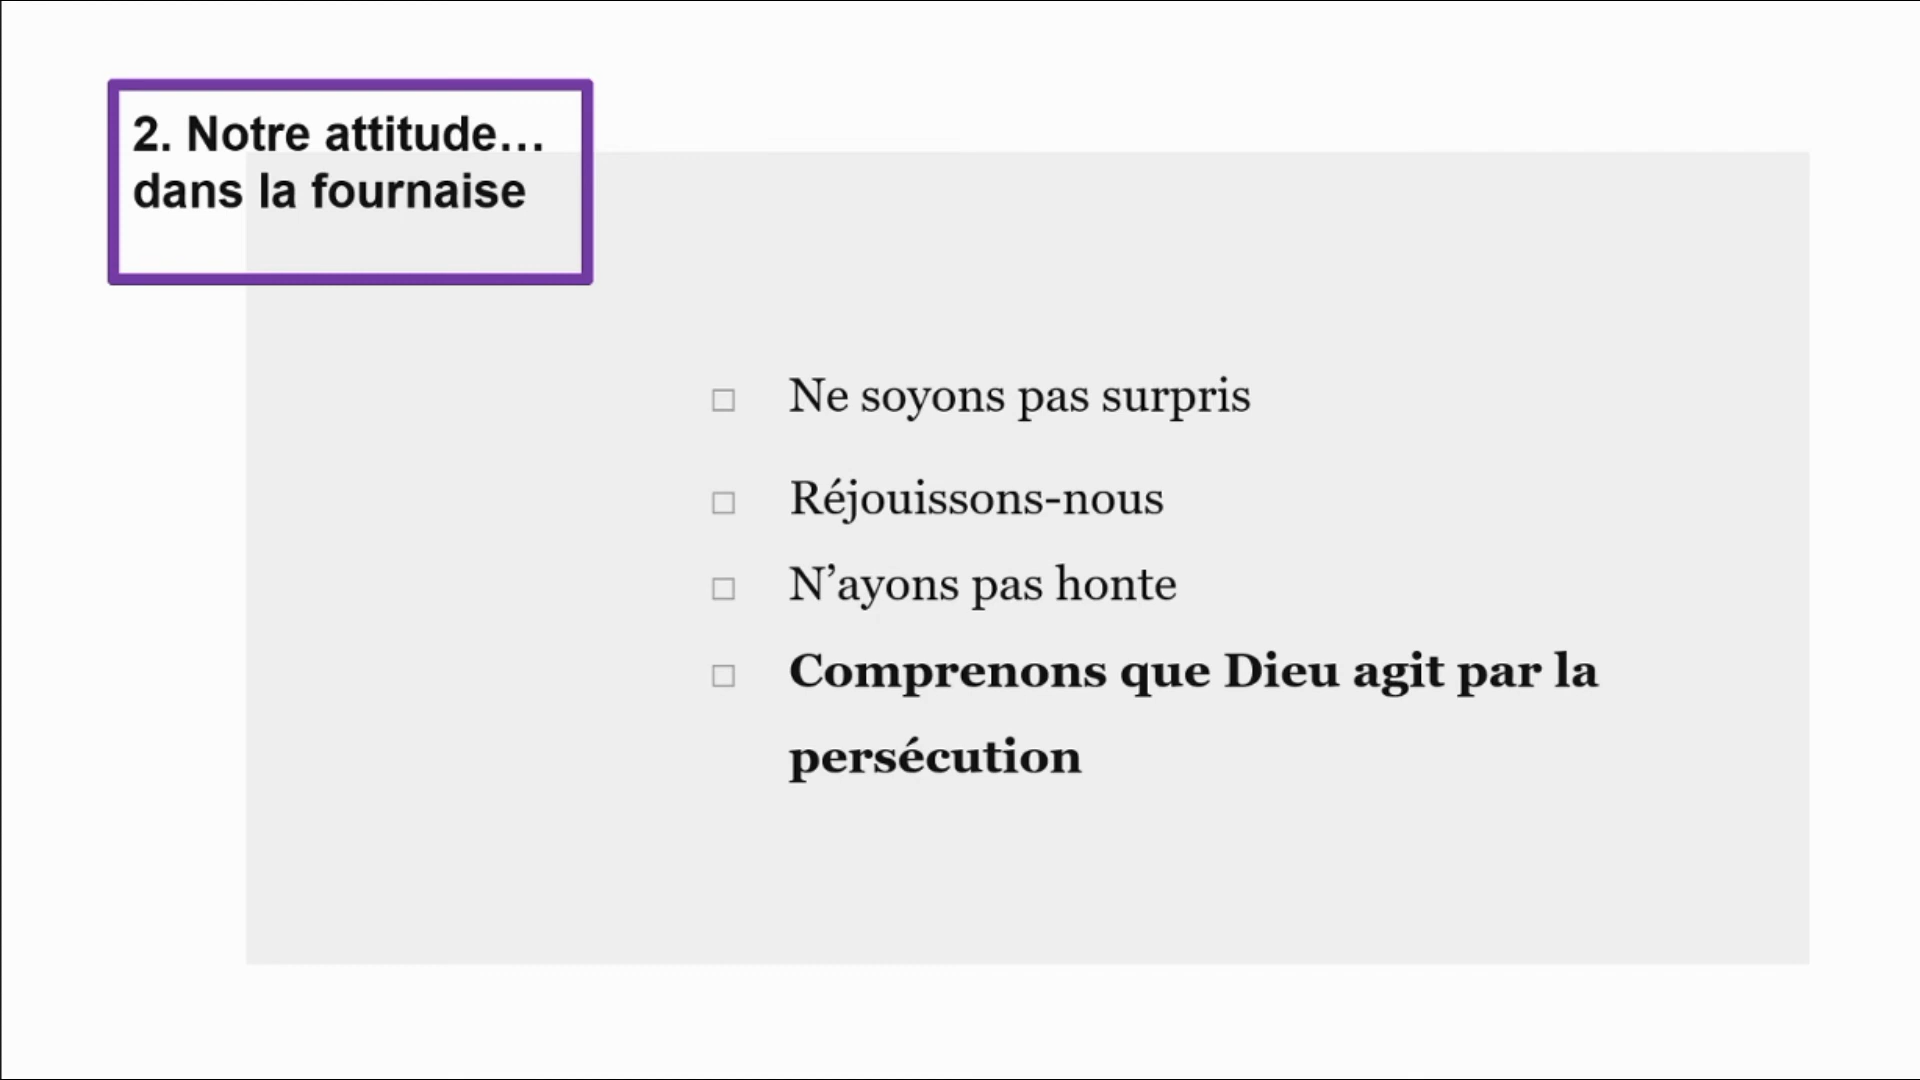 2. Notre attitude…
dans la fournaise
Ne soyons pas surpris
Réjouissons-nous
N’ayons pas honte
Comprenons que Dieu agit par la
persécution